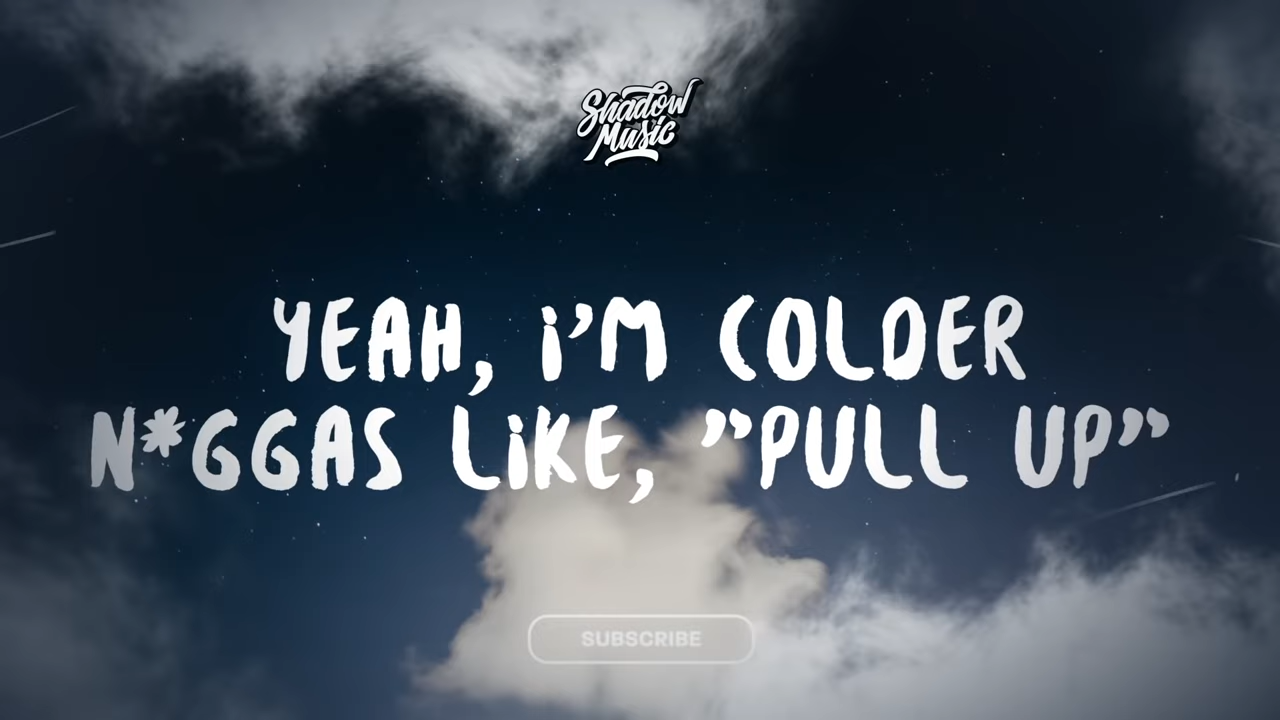 Shadow
Music
YEAH, i'M COLDER
N*GGAS LiKE, "PULL UP"
SUBSCRIBE